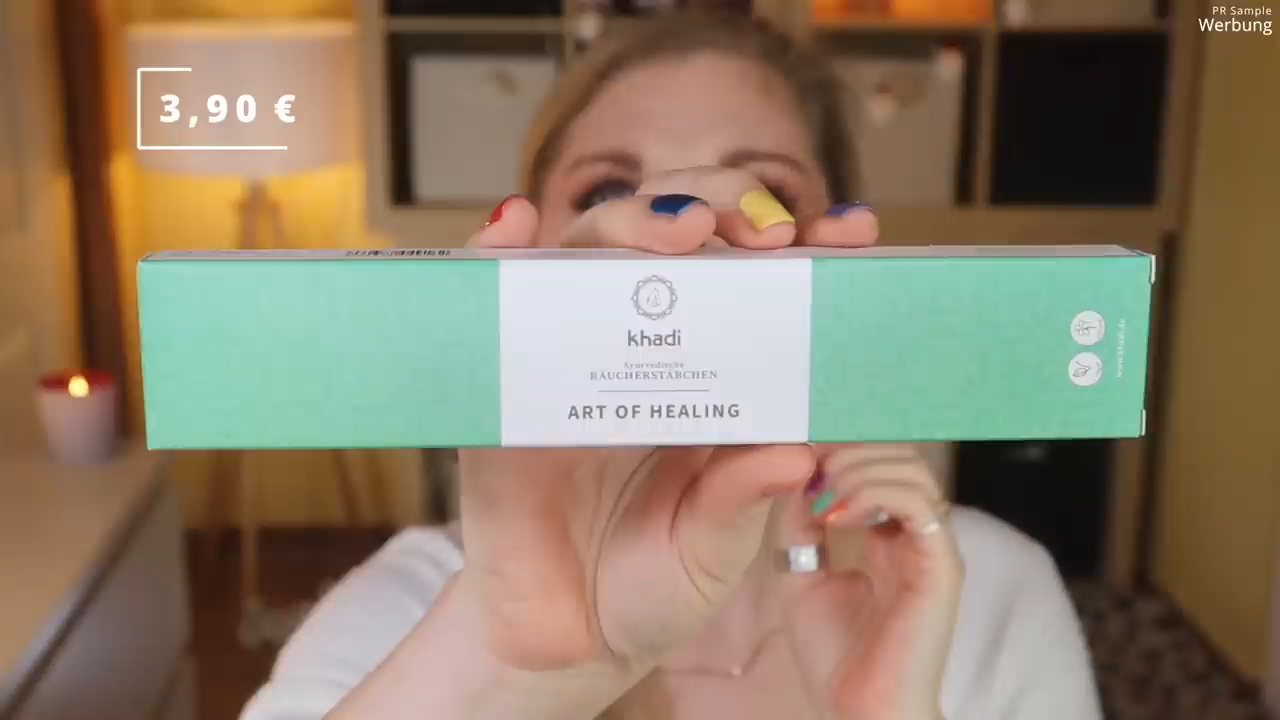 PR Sample
Werbung
3,90 €
khadi
Ayurvedische
RÄUCHERSTÄBCHEN
ART OF HEALING